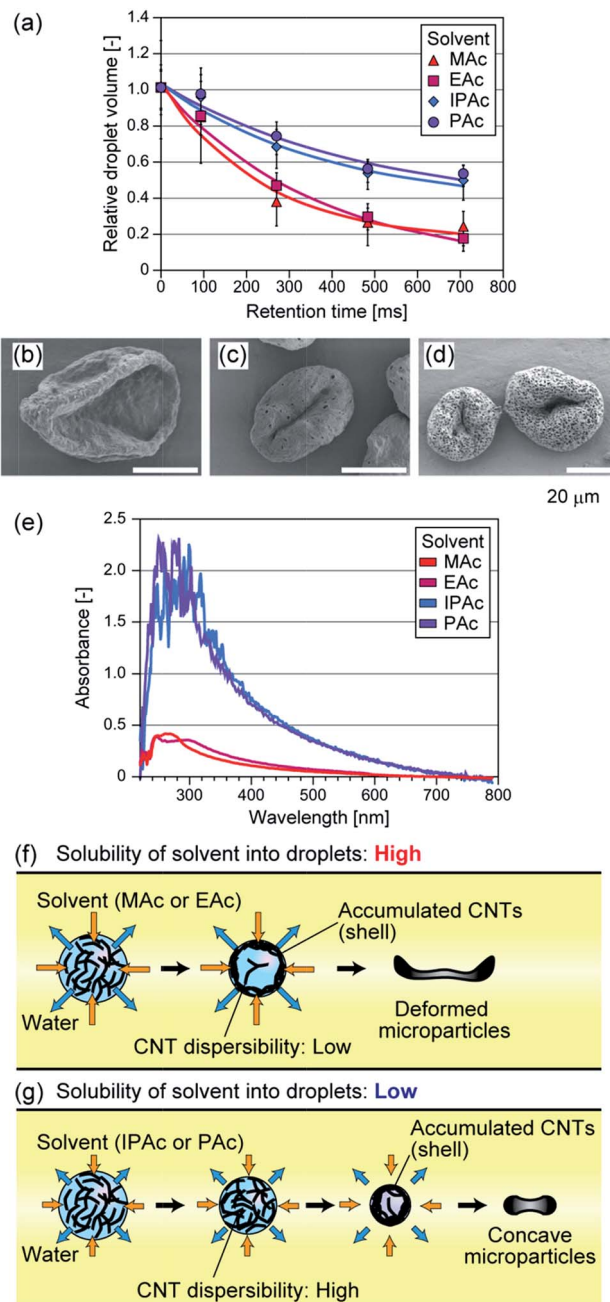 (a)
1.4
1.2
1.0
0.8
0.6
0.4
0.2
0
Relative droplet volume [-]
Solvent
MAc
EAc
IPAc
PAc
0 100 200 300 400 500 600 700 800
Retention time [ms]
(b) (c) (d)
20 μm
(e)
2.5
2.0
1.5
1.0
0.5
0
Absorbance [-]
Solvent
MAc
EAc
IPAc
PAc
300 400 500 600 700 800
Wavelength [nm]
(f) Solubility of solvent into droplets: High
Solvent (MAc or EAc)
Accumulated CNTs
(shell)
Water
CNT dispersibility: Low
Deformed
microparticles
(g) Solubility of solvent into droplets: Low
Solvent (IPAc or PAc)
Accumulated CNTs
(shell)
Water
CNT dispersibility: High
Concave
microparticles